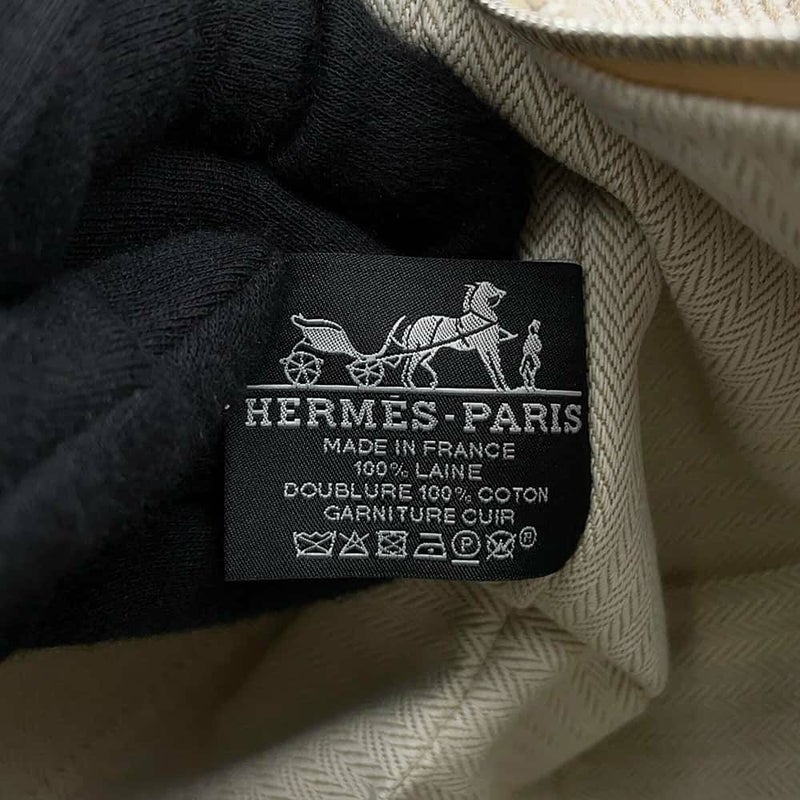 HERMÈS-PARIS
MADE IN FRANCE
100% LAINE
DOUBLURE 100% COTON
GARNITURE CUIR
P W ®